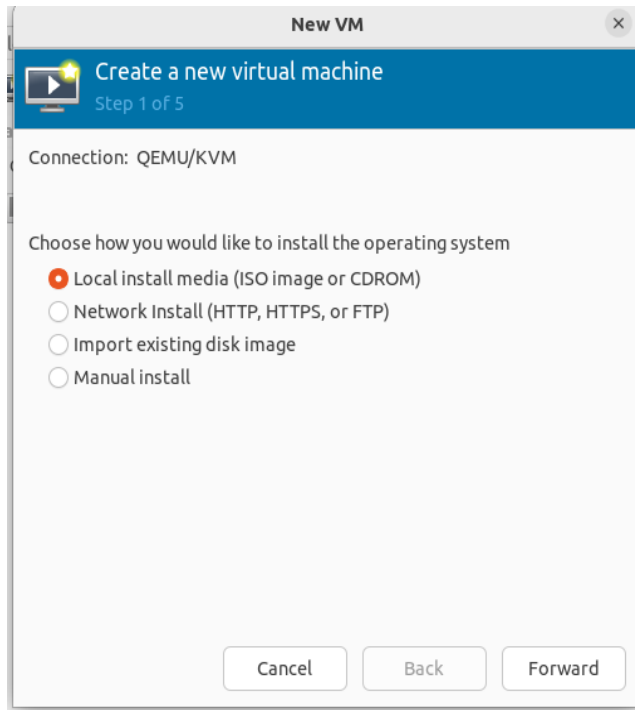 New VM
Create a new virtual machine
Step 1 of 5
Connection: QEMU/KVM
Choose how you would like to install the operating system
Local install media (ISO image or CDROM)
Network Install (HTTP, HTTPS, or FTP)
Import existing disk image
Manual install
Cancel
Back
Forward